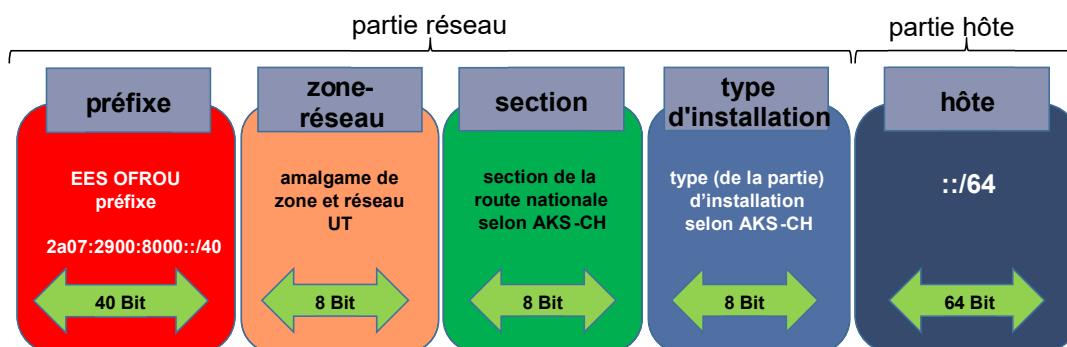 partie réseau
partie hôte
préfixe
EES OFROU
préfixe
2a07:2900:8000::/40
40 Bit
zone-
réseau
amalgame de
zone et réseau
UT
8 Bit
section
section de la
route nationale
selon AKS-CH
8 Bit
type
d'installation
type (de la partie)
d’installation
selon AKS-CH
8 Bit
hôte
::/64
64 Bit